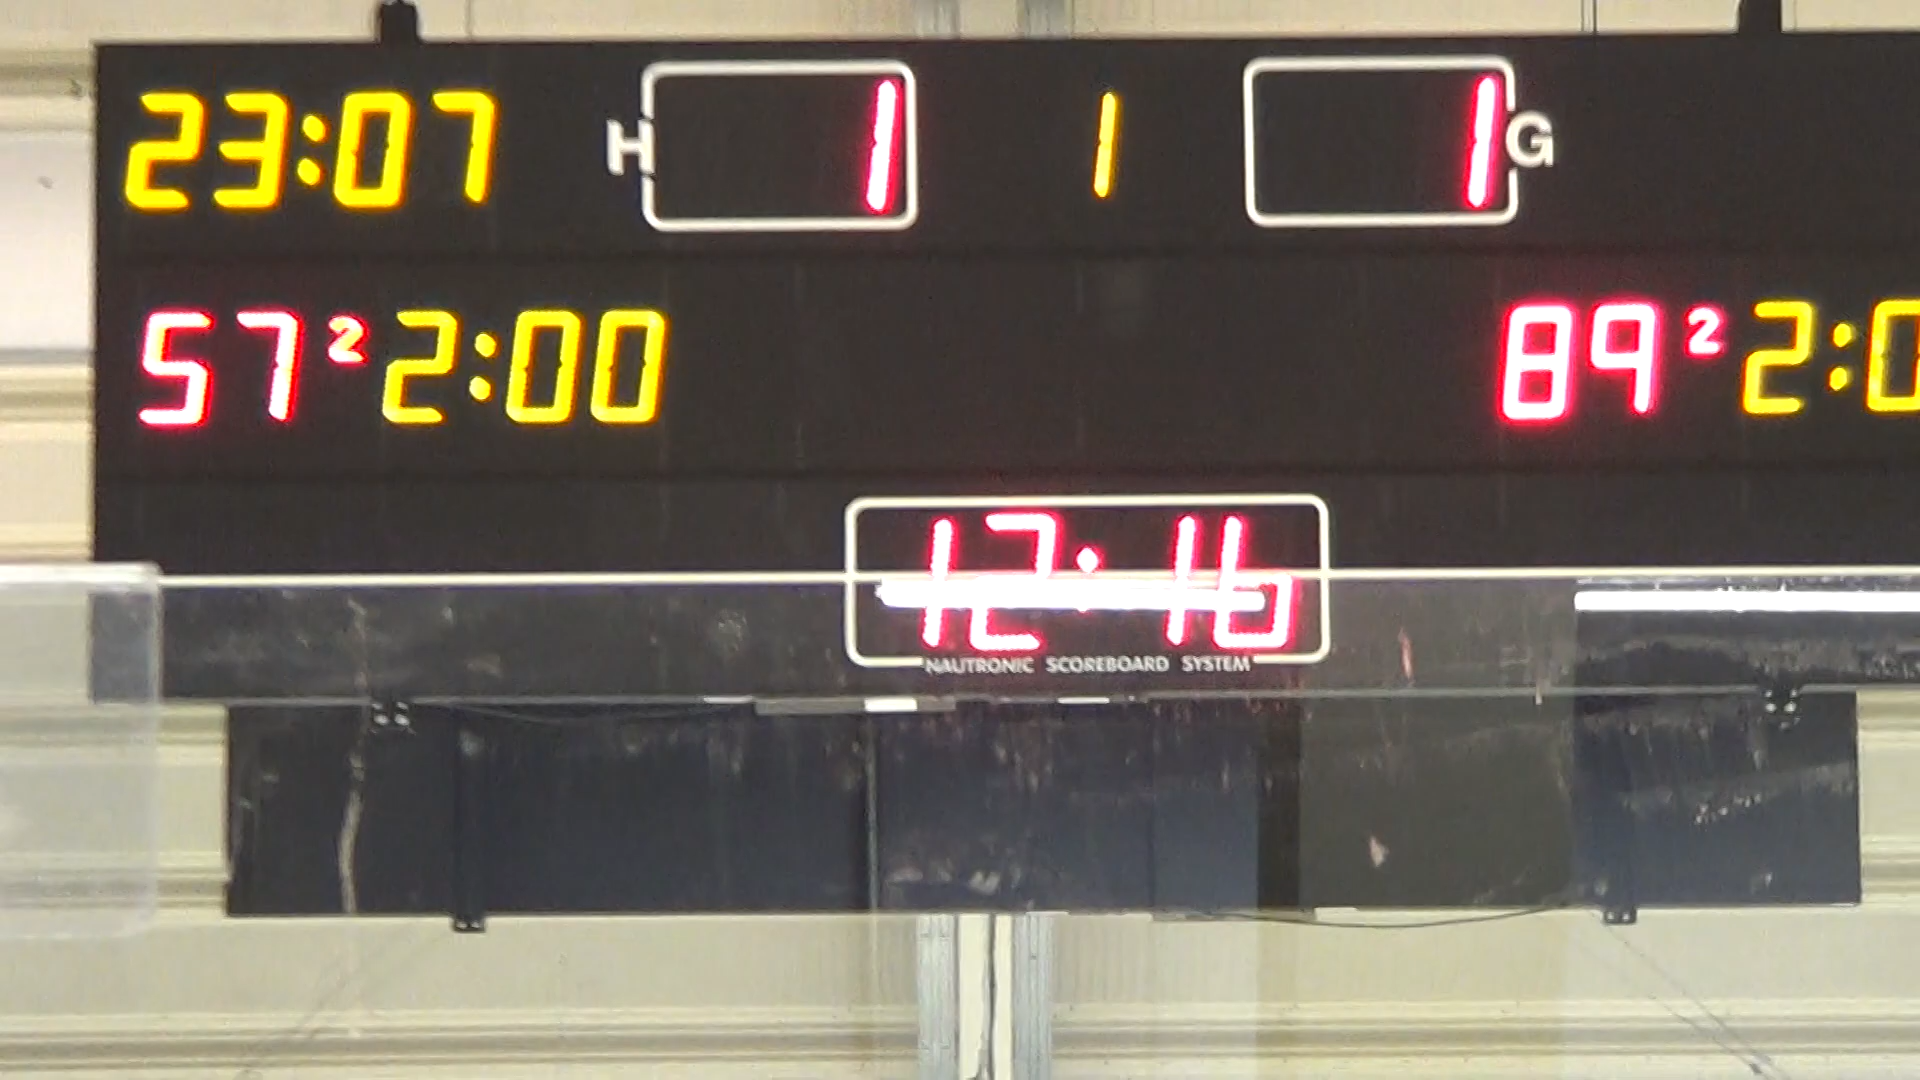 23:07 H 1 1 1 G
57 2 2:00 89 2 2:0
12:16
NAUTRONIC SCOREBOARD SYSTEM